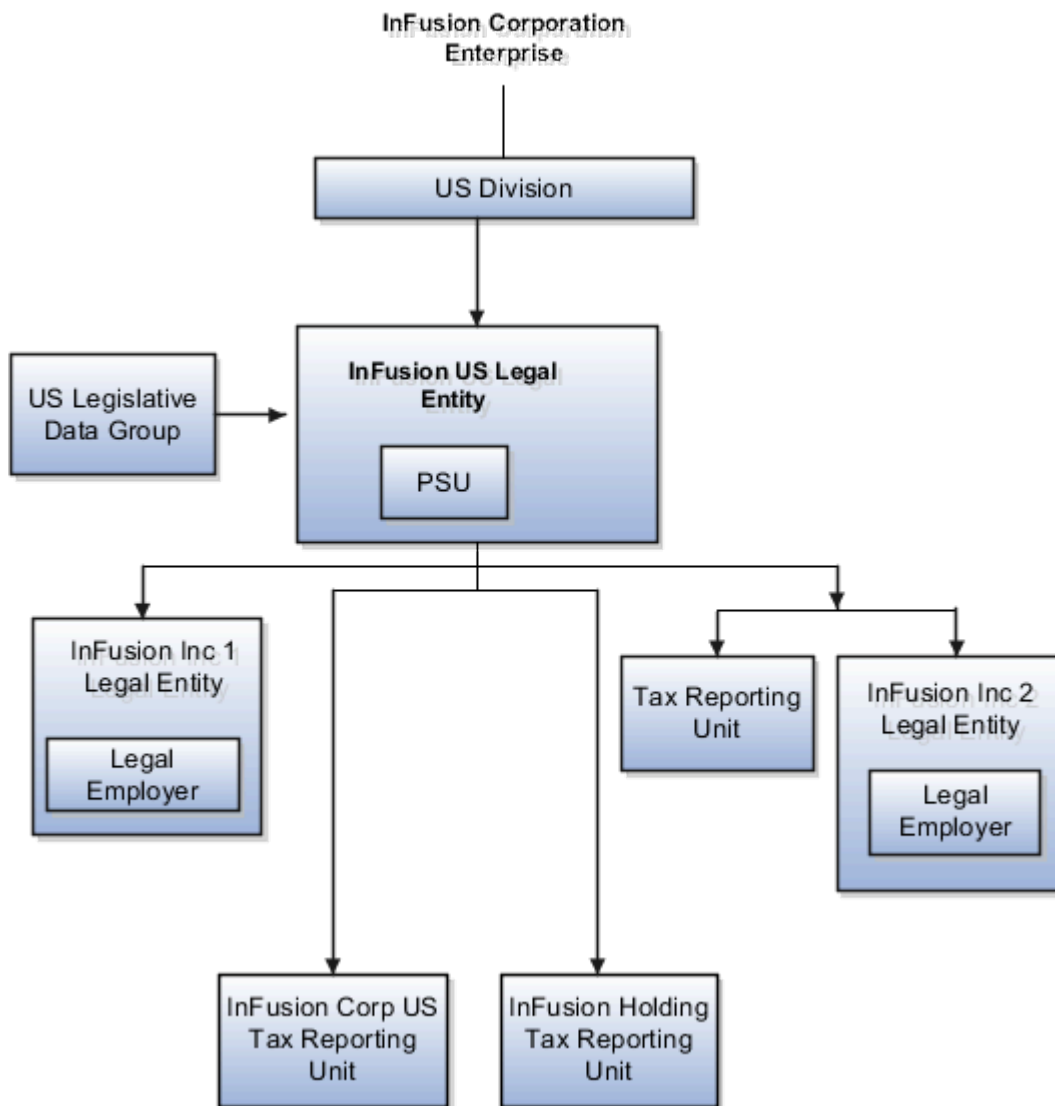 InFusion Corporation
Enterprise
US Division
InFusion US Legal
Entity
US Legislative
Data Group
PSU
InFusion Inc 1
Legal Entity
Legal
Employer
Tax Reporting
Unit
InFusion Inc 2
Legal Entity
Legal
Employer
InFusion Corp US
Tax Reporting
Unit
InFusion Holding
Tax Reporting
Unit